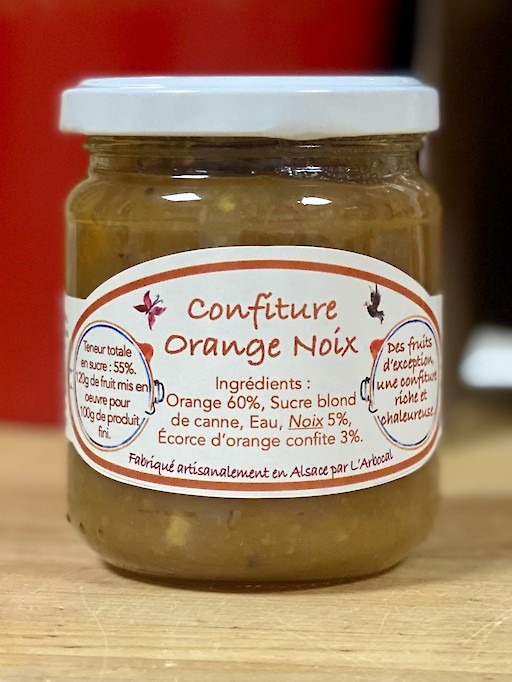 Confiture
Orange Noix
Ingrédients :
Orange 60%, Sucre blond
de canne, Eau, Noix 5%,
Écorce d'orange confite 3%.
Teneur totale
en sucre : 55%.
120g de fruit mis en
oeuvre pour
100g de produit
fini.
Des fruits
d'exception,
une confiture
riche et
chaleureuse.
Fabriqué artisanalement en Alsace par L'Arbocal